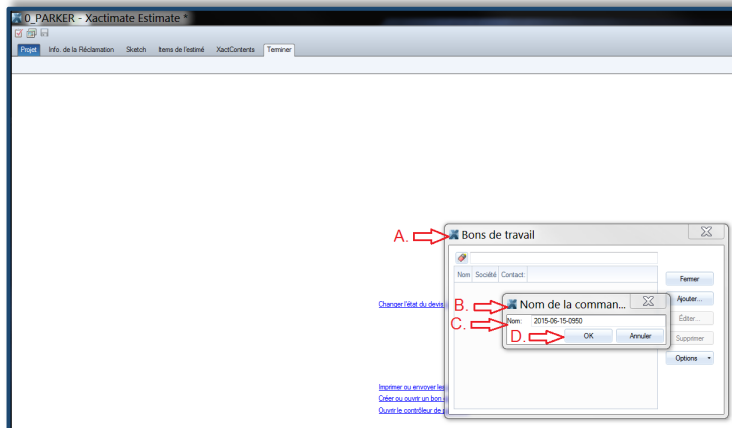 0_PARKER - Xactimate Estimate *
Projet Info. de la Réclamation Sketch Items de l'estimé XactContents Terminer
A. Bons de travail
Nom Société Contact:
Fermer
Changer l'état du devis
Ajouter...
B. Nom de la comman...
Éditer...
C. Nom: 2015-06-15-0950
D. OK Annuler
Supprimer
Options
Imprimer ou envoyer les
Créer ou ouvrir un bon
Ouvrir le contrôleur de